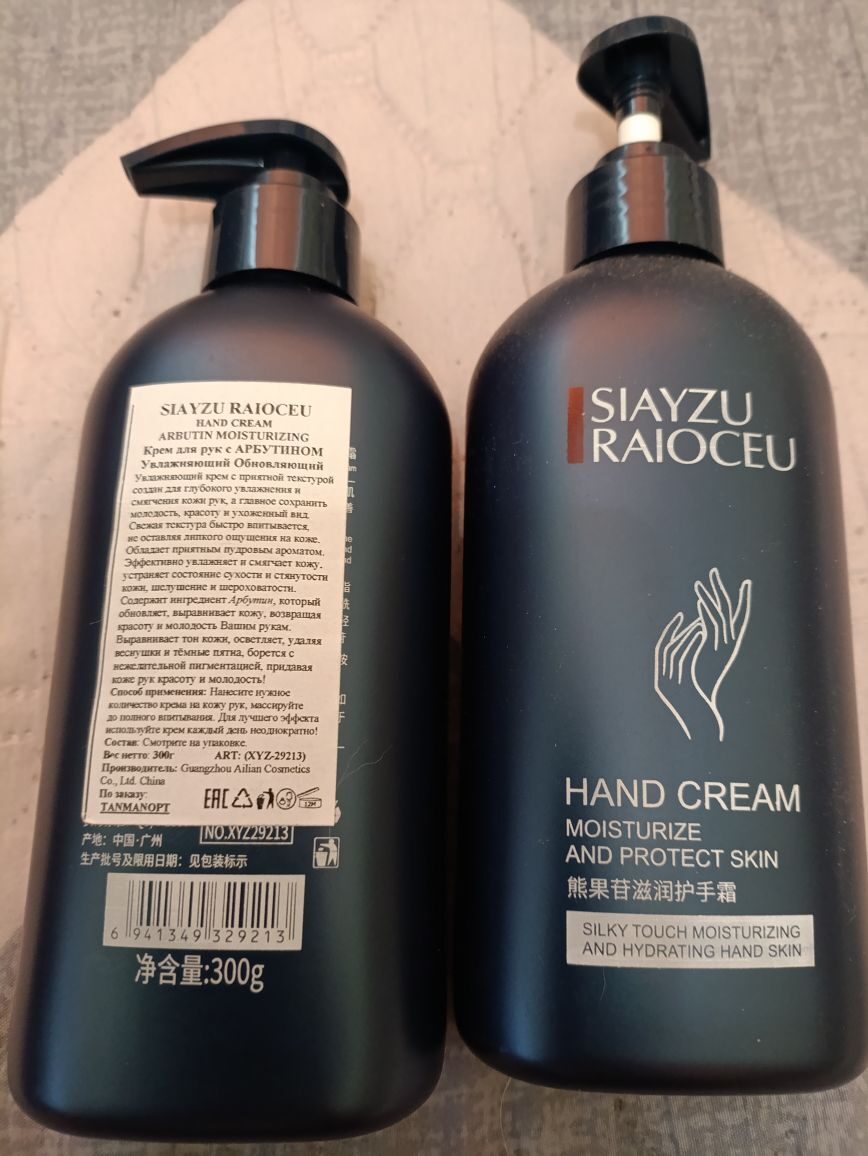 SIAYZU RAIOCEU
HAND CREAM
ARBUTIN MOISTURIZING
Крем для рук с АРБУТИНОМ
Увлажняющий Обновляющий
Увлажняющий крем с приятной текстурой
создан для глубокого увлажнения и
смягчения кожи рук, а главное сохранить
молодость, красоту и ухоженный вид.
Свежая текстура быстро впитывается,
не оставляя липкого ощущения на коже.
Обладает приятным пудровым ароматом.
Эффективно увлажняет и смягчает кожу,
устраняет состояние сухости и стянутости
кожи, шелушение и шероховатости.
Содержит ингредиент Арбутин, который
обновляет, выравнивает кожу, возвращая
красоту и молодость Вашим рукам.
Выравнивает тон кожи, осветляет, удаляя
веснушки и тёмные пятна, борется с
нежелательной пигментацией, придавая
коже рук красоту и молодость!
Способ применения: Нанесите нужное
количество крема на кожу рук, массируйте
до полного впитывания. Для лучшего эффекта
используйте крем каждый день неоднократно!
Состав: Смотрите на упаковке.
Вес нетто: 300г ART: (XYZ-29213)
Производитель: Guangzhou Ailian Cosmetics
Co., Ltd. China
По заказу:
TANMAHOPT
EAC
12M
NO.XYZ29213
产地：中国·广州
生产批号及限用日期：见包装标示
6 941349 329213
净含量:300g
SIAYZU
RAIOCEU
HAND CREAM
MOISTURIZE
AND PROTECT SKIN
熊果苷滋润护手霜
SILKY TOUCH MOISTURIZING
AND HYDRATING HAND SKIN